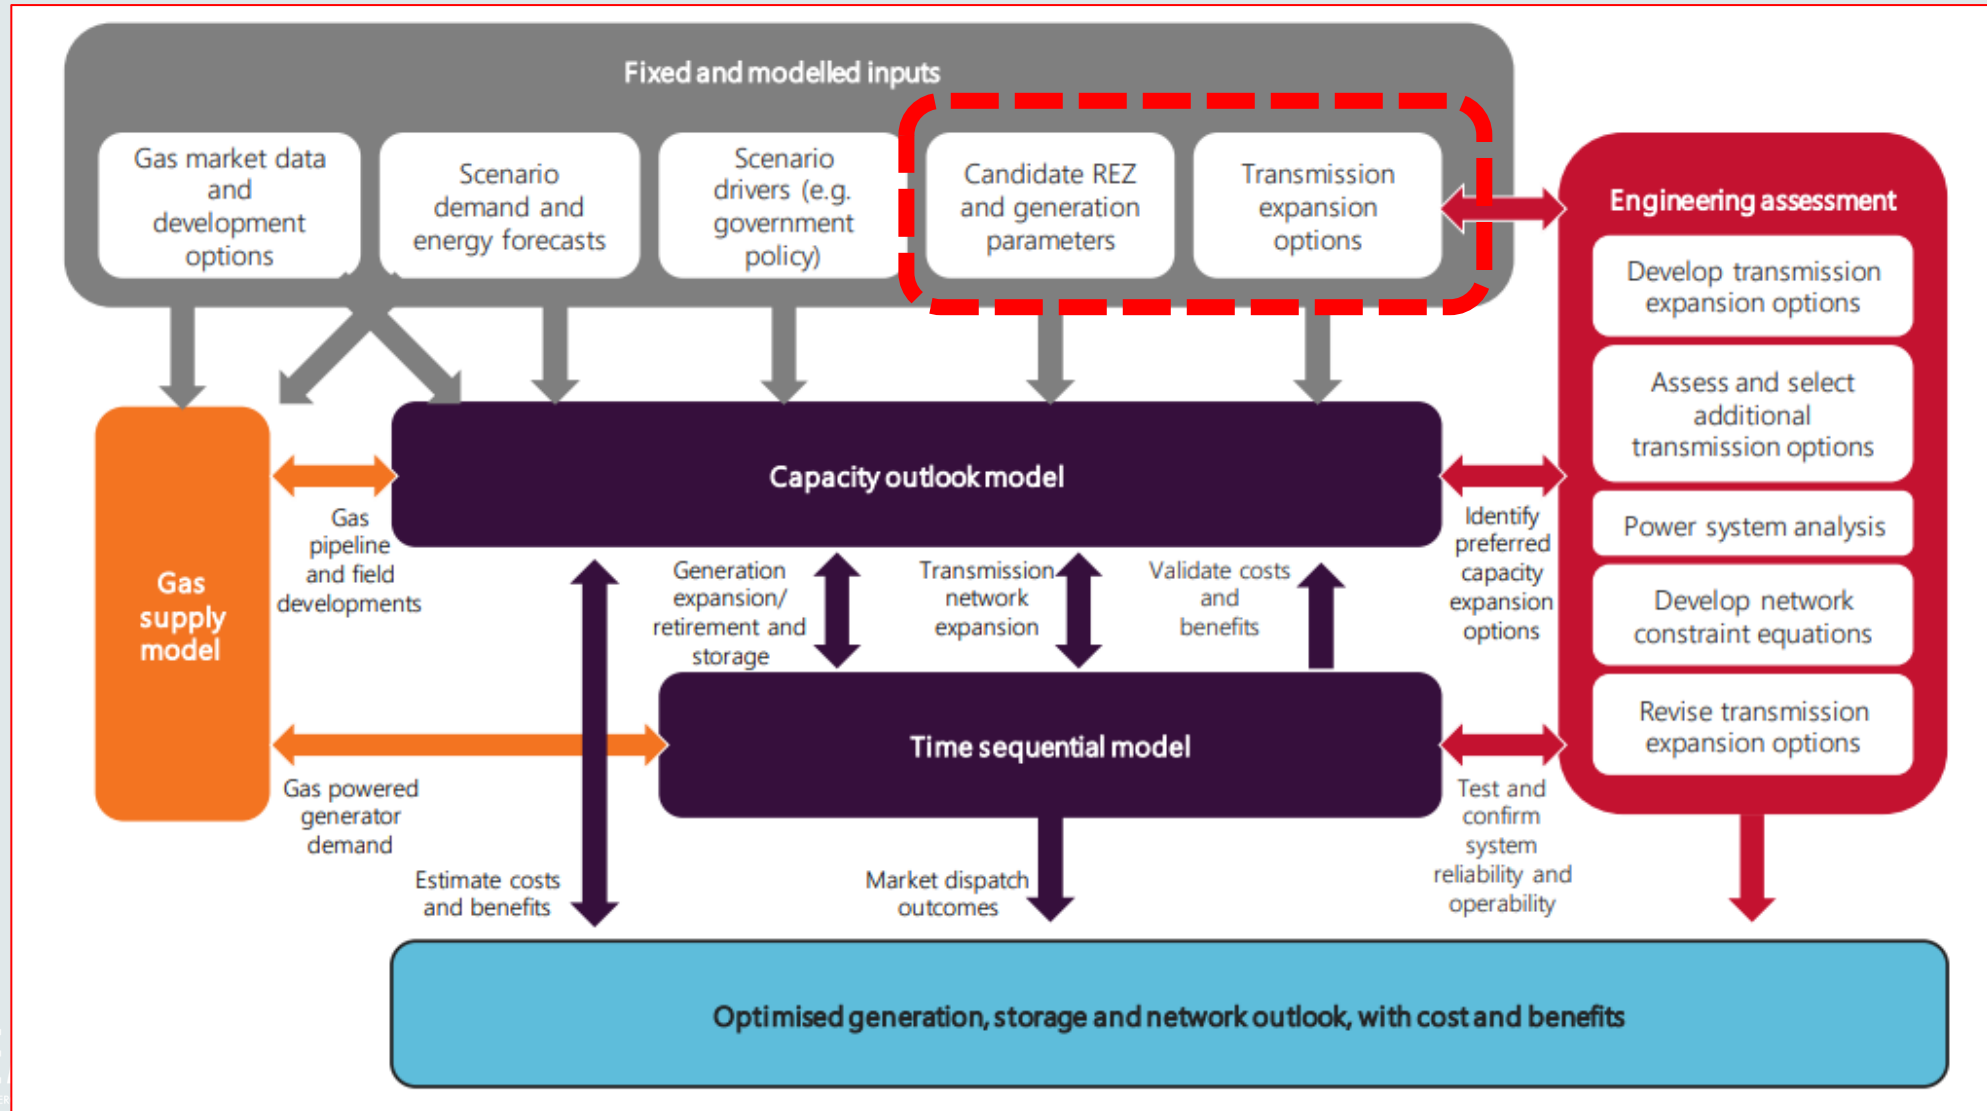 Fixed and modelled inputs
Gas market data
and
development
options
Scenario
demand and
energy forecasts
Scenario
drivers (e.g.
government
policy)
Candidate REZ
and generation
parameters
Transmission
expansion
options
Engineering assessment
Develop transmission
expansion options
Assess and select
additional
transmission options
Power system analysis
Develop network
constraint equations
Revise transmission
expansion options
Capacity outlook model
Gas
supply
model
Gas
pipeline
and field
developments
Generation
expansion/
retirement and
storage
Transmission
network
expansion
Validate costs
and
benefits
Identify
preferred
capacity
expansion
options
Time sequential model
Gas powered
generator
demand
Estimate costs
and benefits
Market dispatch
outcomes
Test and
confirm
system
reliability and
operability
Optimised generation, storage and network outlook, with cost and benefits